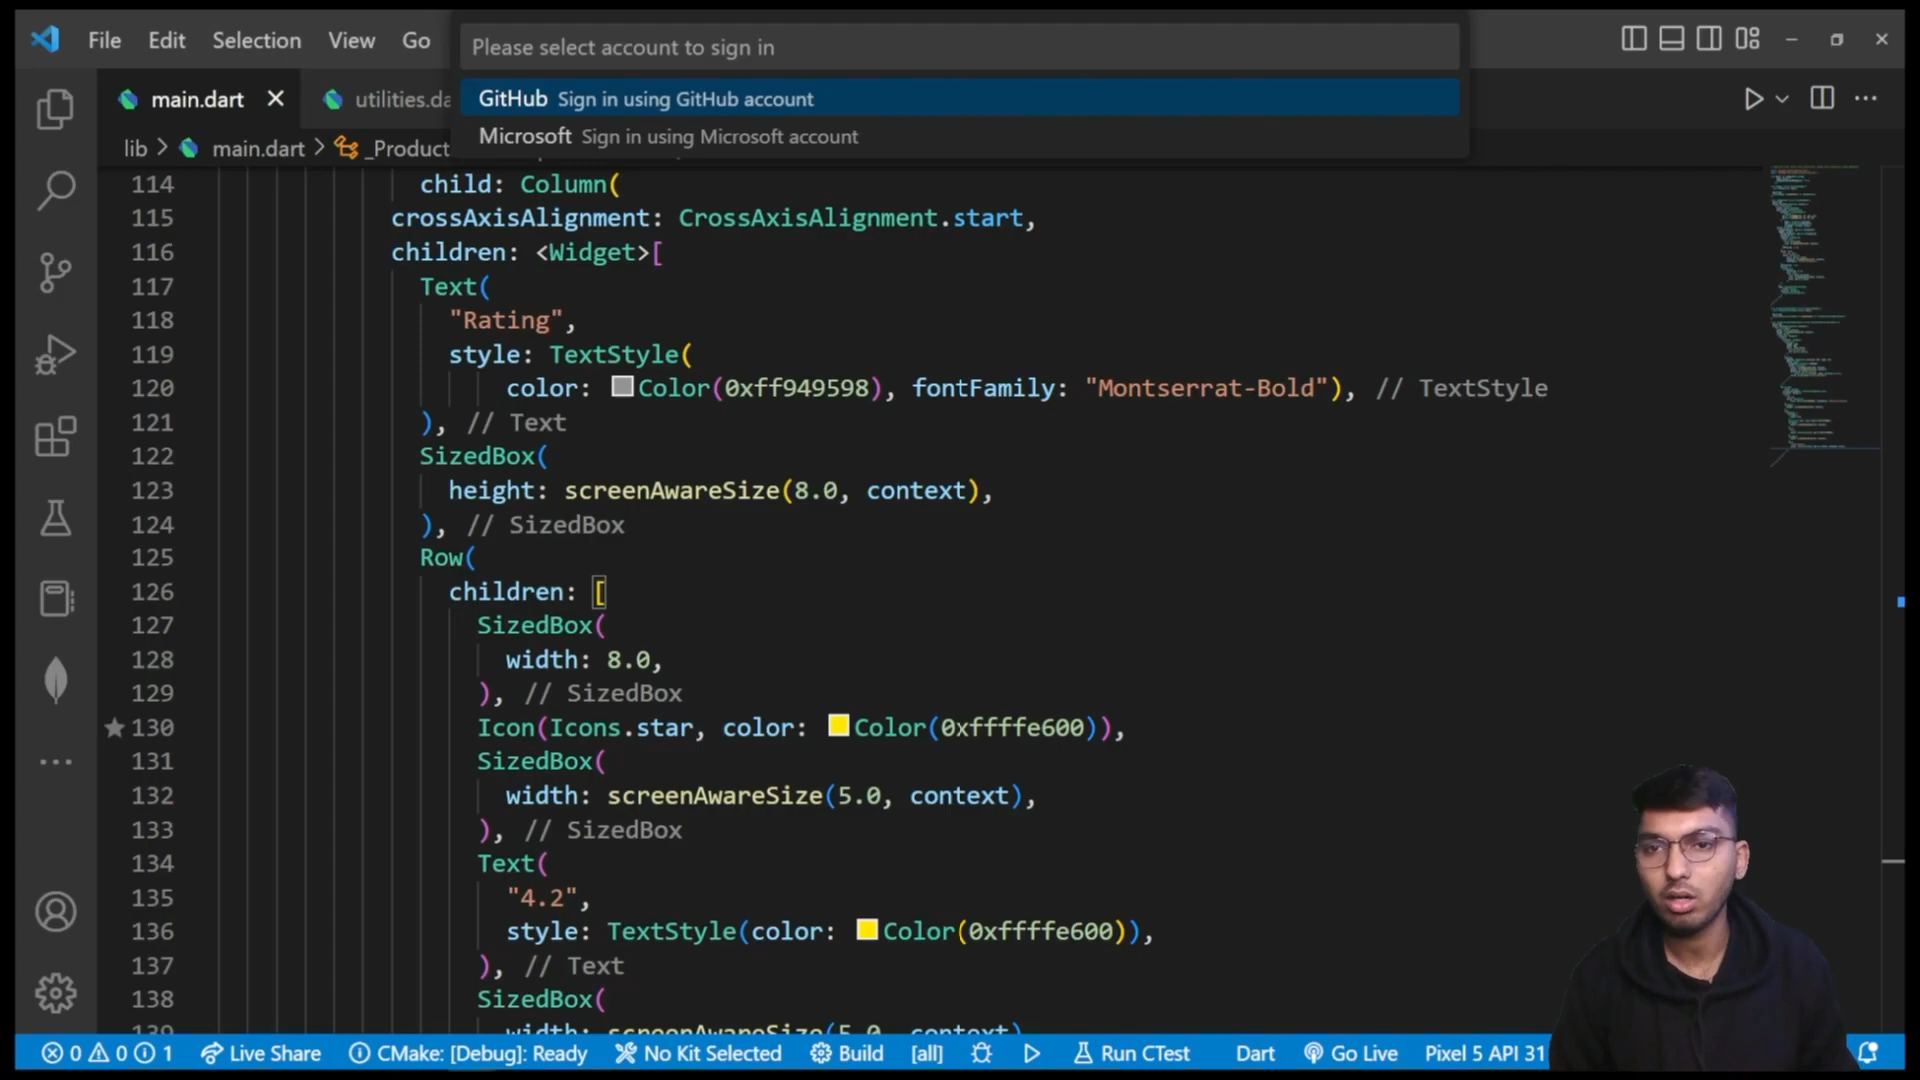 File Edit Selection View Go
Please select account to sign in
GitHub Sign in using GitHub account
Microsoft Sign in using Microsoft account
main.dart utilities.da
lib > main.dart > _Product
114 child: Column(
115 crossAxisAlignment: CrossAxisAlignment.start,
116 children: <Widget>[
117 Text(
118 "Rating",
119 style: TextStyle(
120 color: Color(0xff949598), fontFamily: "Montserrat-Bold"), // TextStyle
121 ), // Text
122 SizedBox(
123 height: screenAwareSize(8.0, context),
124 ), // SizedBox
125 Row(
126 children: [
127 SizedBox(
128 width: 8.0,
129 ), // SizedBox
130 Icon(Icons.star, color: Color(0xffffe600)),
131 SizedBox(
132 width: screenAwareSize(5.0, context),
133 ), // SizedBox
134 Text(
135 "4.2",
136 style: TextStyle(color: Color(0xffffe600)),
137 ), // Text
138 SizedBox(
139 width: screenAwareSize(5.0, context)
0 0 1 Live Share CMake: [Debug]: Ready No Kit Selected Build [all] Run CTest Dart Go Live Pixel 5 API 31